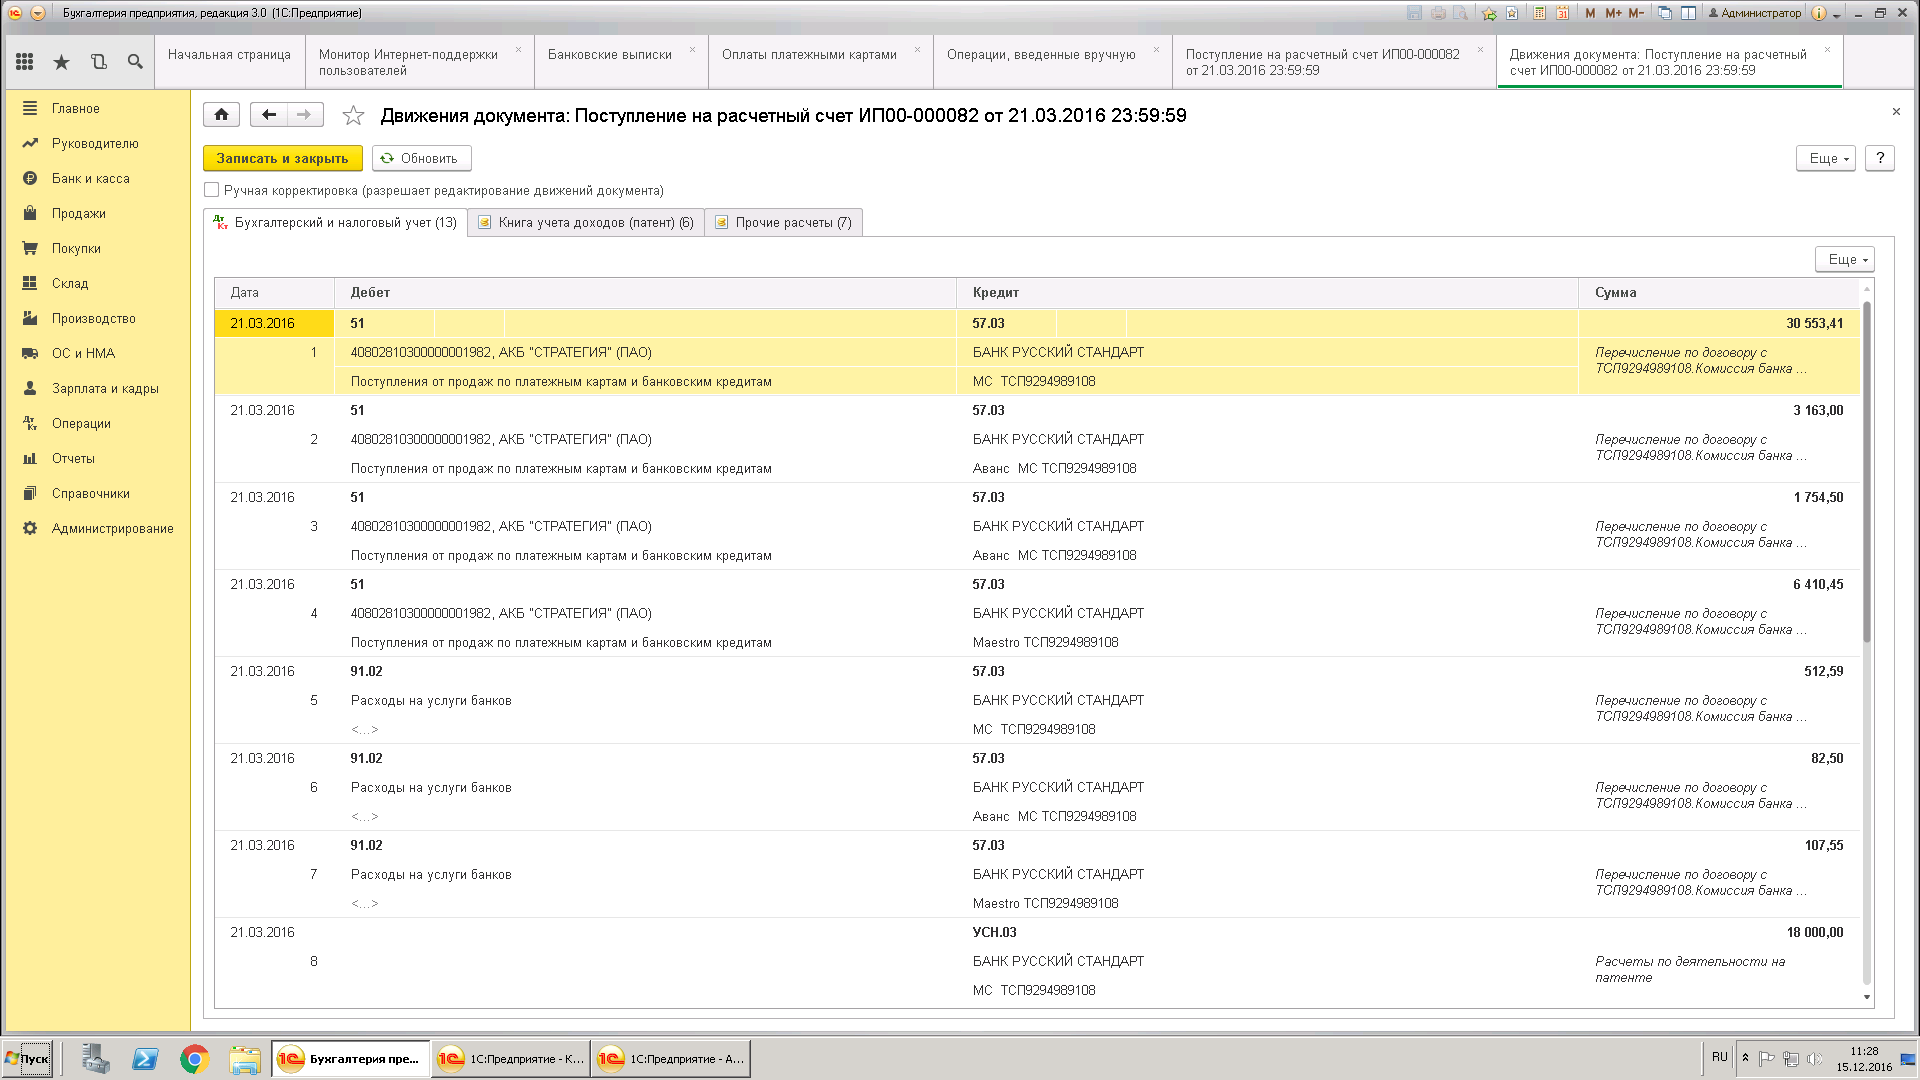 Бухгалтерия предприятия, редакция 3.0 (1С:Предприятие)
M M+ M-
Администратор
Начальная страница
Монитор Интернет-поддержки
пользователей
Банковские выписки
Оплаты платежными картами
Операции, введенные вручную
Поступление на расчетный счет ИП00-000082
от 21.03.2016 23:59:59
Движения документа: Поступление на расчетный
счет ИП00-000082 от 21.03.2016 23:59:59
Главное
Руководителю
Банк и касса
Продажи
Покупки
Склад
Производство
ОС и НМА
Зарплата и кадры
Операции
Отчеты
Справочники
Администрирование
Движения документа: Поступление на расчетный счет ИП00-000082 от 21.03.2016 23:59:59
Записать и закрыть
Обновить
Еще
?
Ручная корректировка (разрешает редактирование движений документа)
Бухгалтерский и налоговый учет (13)
Книга учета доходов (патент) (6)
Прочие расчеты (7)
Еще
Дата Дебет Кредит Сумма
21.03.2016 51 57.03 30 553,41
1 40802810300000001982, АКБ "СТРАТЕГИЯ" (ПАО) БАНК РУССКИЙ СТАНДАРТ Перечисление по договору с
ТСП9294989108.Комиссия банка ...
Поступления от продаж по платежным картам и банковским кредитам МС ТСП9294989108
21.03.2016 51 57.03 3 163,00
2 40802810300000001982, АКБ "СТРАТЕГИЯ" (ПАО) БАНК РУССКИЙ СТАНДАРТ Перечисление по договору с
ТСП9294989108.Комиссия банка ...
Поступления от продаж по платежным картам и банковским кредитам Аванс МС ТСП9294989108
21.03.2016 51 57.03 1 754,50
3 40802810300000001982, АКБ "СТРАТЕГИЯ" (ПАО) БАНК РУССКИЙ СТАНДАРТ Перечисление по договору с
ТСП9294989108.Комиссия банка ...
Поступления от продаж по платежным картам и банковским кредитам Аванс МС ТСП9294989108
21.03.2016 51 57.03 6 410,45
4 40802810300000001982, АКБ "СТРАТЕГИЯ" (ПАО) БАНК РУССКИЙ СТАНДАРТ Перечисление по договору с
ТСП9294989108.Комиссия банка ...
Поступления от продаж по платежным картам и банковским кредитам Maestro ТСП9294989108
21.03.2016 91.02 57.03 512,59
5 Расходы на услуги банков БАНК РУССКИЙ СТАНДАРТ Перечисление по договору с
ТСП9294989108.Комиссия банка ...
<...> МС ТСП9294989108
21.03.2016 91.02 57.03 82,50
6 Расходы на услуги банков БАНК РУССКИЙ СТАНДАРТ Перечисление по договору с
ТСП9294989108.Комиссия банка ...
<...> Аванс МС ТСП9294989108
21.03.2016 91.02 57.03 107,55
7 Расходы на услуги банков БАНК РУССКИЙ СТАНДАРТ Перечисление по договору с
ТСП9294989108.Комиссия банка ...
<...> Maestro ТСП9294989108
21.03.2016 УСН.03 18 000,00
8 БАНК РУССКИЙ СТАНДАРТ Расчеты по деятельности на
патенте
МС ТСП9294989108
Пуск
Бухгалтерия пре...
1С:Предприятие - К...
1С:Предприятие - А...
RU
11:28
15.12.2016